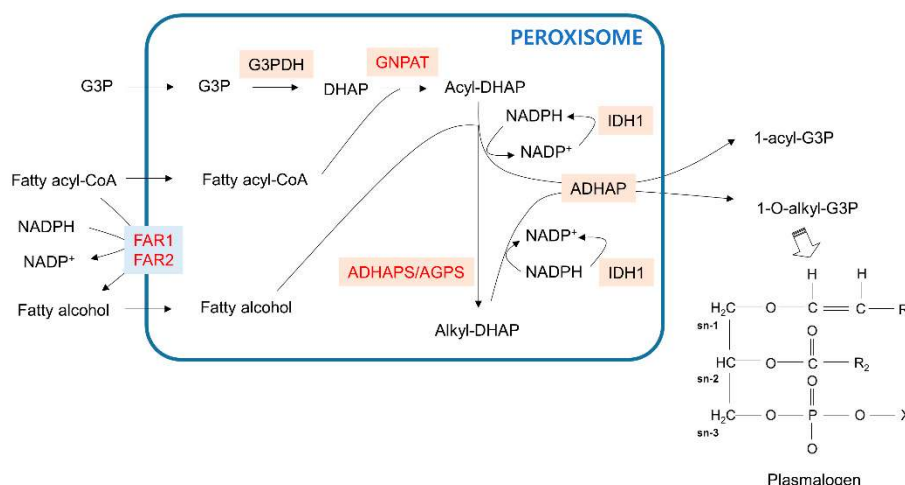 PEROXISOME
G3P
G3P
G3PDH
DHAP
GNPAT
Acyl-DHAP
NADPH
IDH1
NADP+
1-acyl-G3P
Fatty acyl-CoA
Fatty acyl-CoA
ADHAP
1-O-alkyl-G3P
NADPH
FAR1
NADP+
FAR2
NADP+
ADHAPS/AGPS
NADPH
IDH1
Fatty alcohol
Fatty alcohol
Alkyl-DHAP
H H
H2C O C C R
sn-1
O
HC O C R2
sn-2
O
H2C O P O X
sn-3
O
Plasmalogen